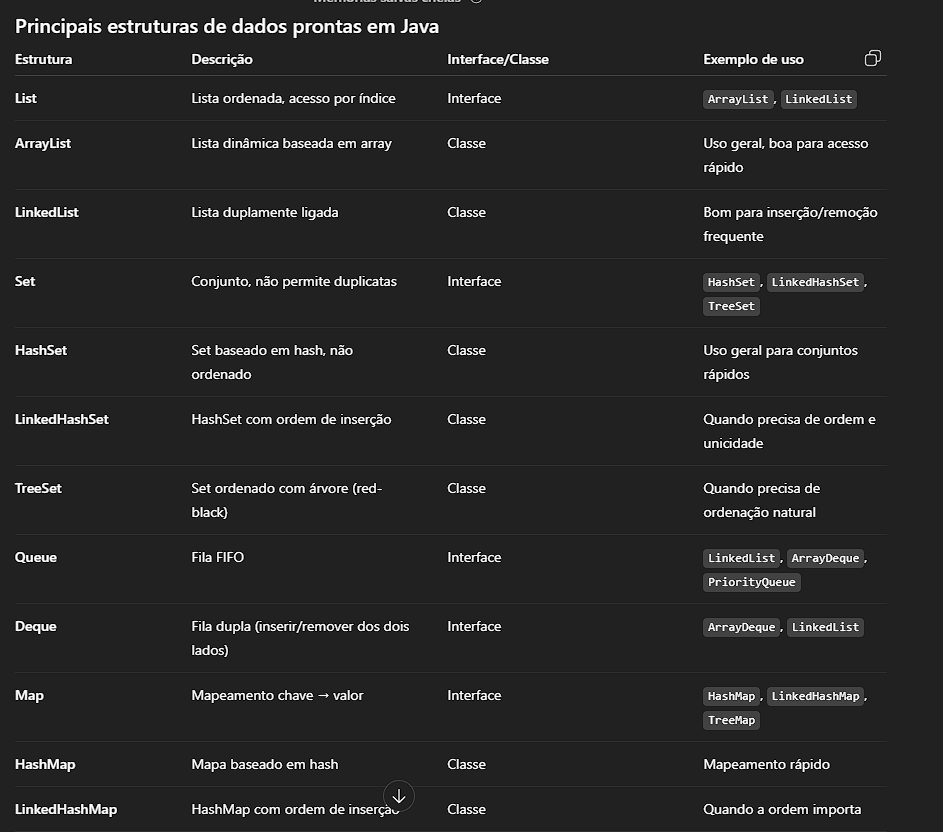 Memórias salvas cheias
Principais estruturas de dados prontas em Java
Estrutura Descrição Interface/Classe Exemplo de uso
List Lista ordenada, acesso por índice Interface ArrayList, LinkedList
ArrayList Lista dinâmica baseada em array Classe Uso geral, boa para acesso
rápido
LinkedList Lista duplamente ligada Classe Bom para inserção/remoção
frequente
Set Conjunto, não permite duplicatas Interface HashSet, LinkedHashSet,
TreeSet
HashSet Set baseado em hash, não Classe Uso geral para conjuntos
ordenado rápidos
LinkedHashSet HashSet com ordem de inserção Classe Quando precisa de ordem e
unicidade
TreeSet Set ordenado com árvore (red- Classe Quando precisa de
black) ordenação natural
Queue Fila FIFO Interface LinkedList, ArrayDeque,
PriorityQueue
Deque Fila dupla (inserir/remover dos dois Interface ArrayDeque, LinkedList
lados)
Map Mapeamento chave → valor Interface HashMap, LinkedHashMap,
TreeMap
HashMap Mapa baseado em hash Classe Mapeamento rápido
LinkedHashMap HashMap com ordem de inserção Classe Quando a ordem importa